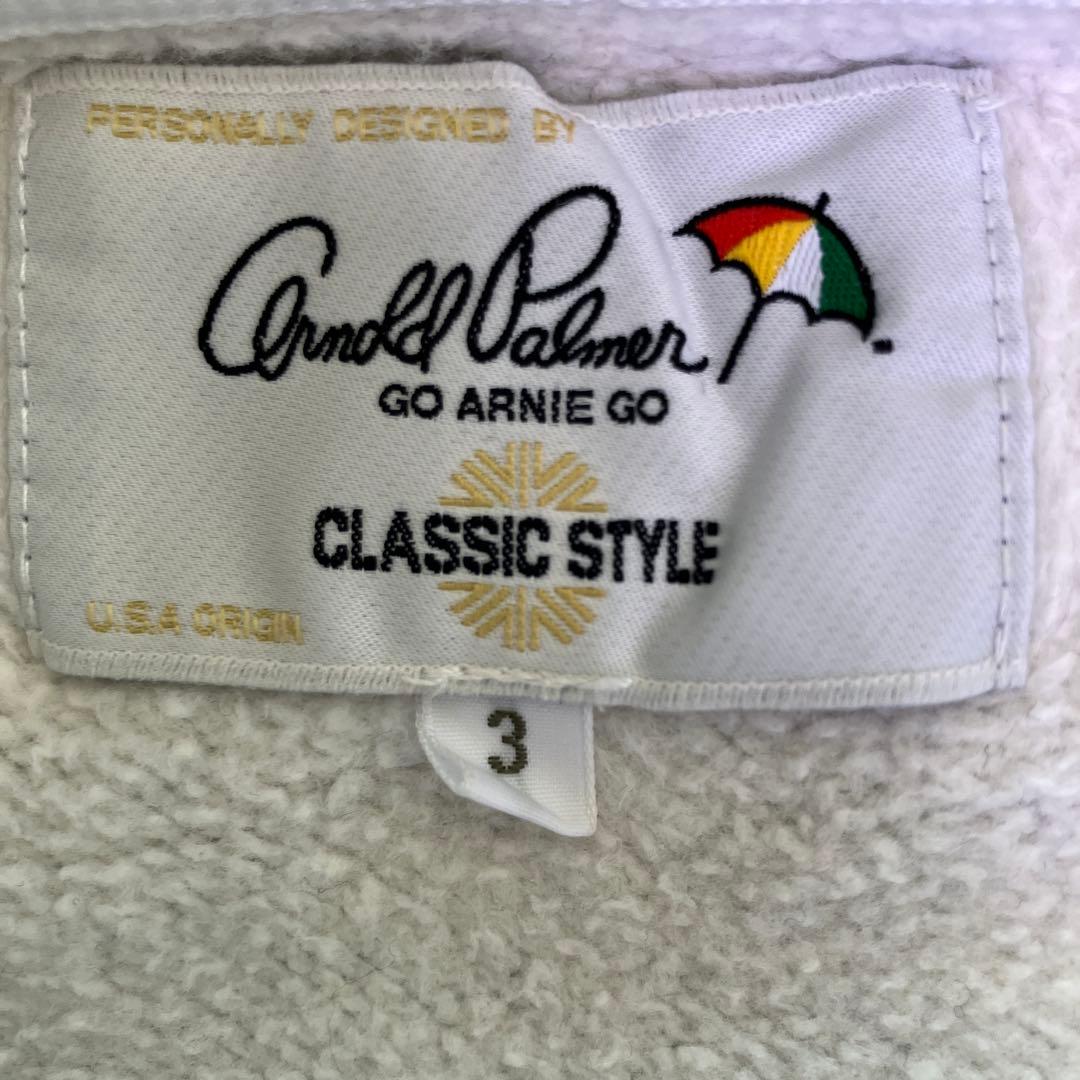 PERSONALLY DESIGNED BY
Arnold Palmer
GO ARNIE GO
CLASSIC STYLE
U.S.A ORIGIN
3